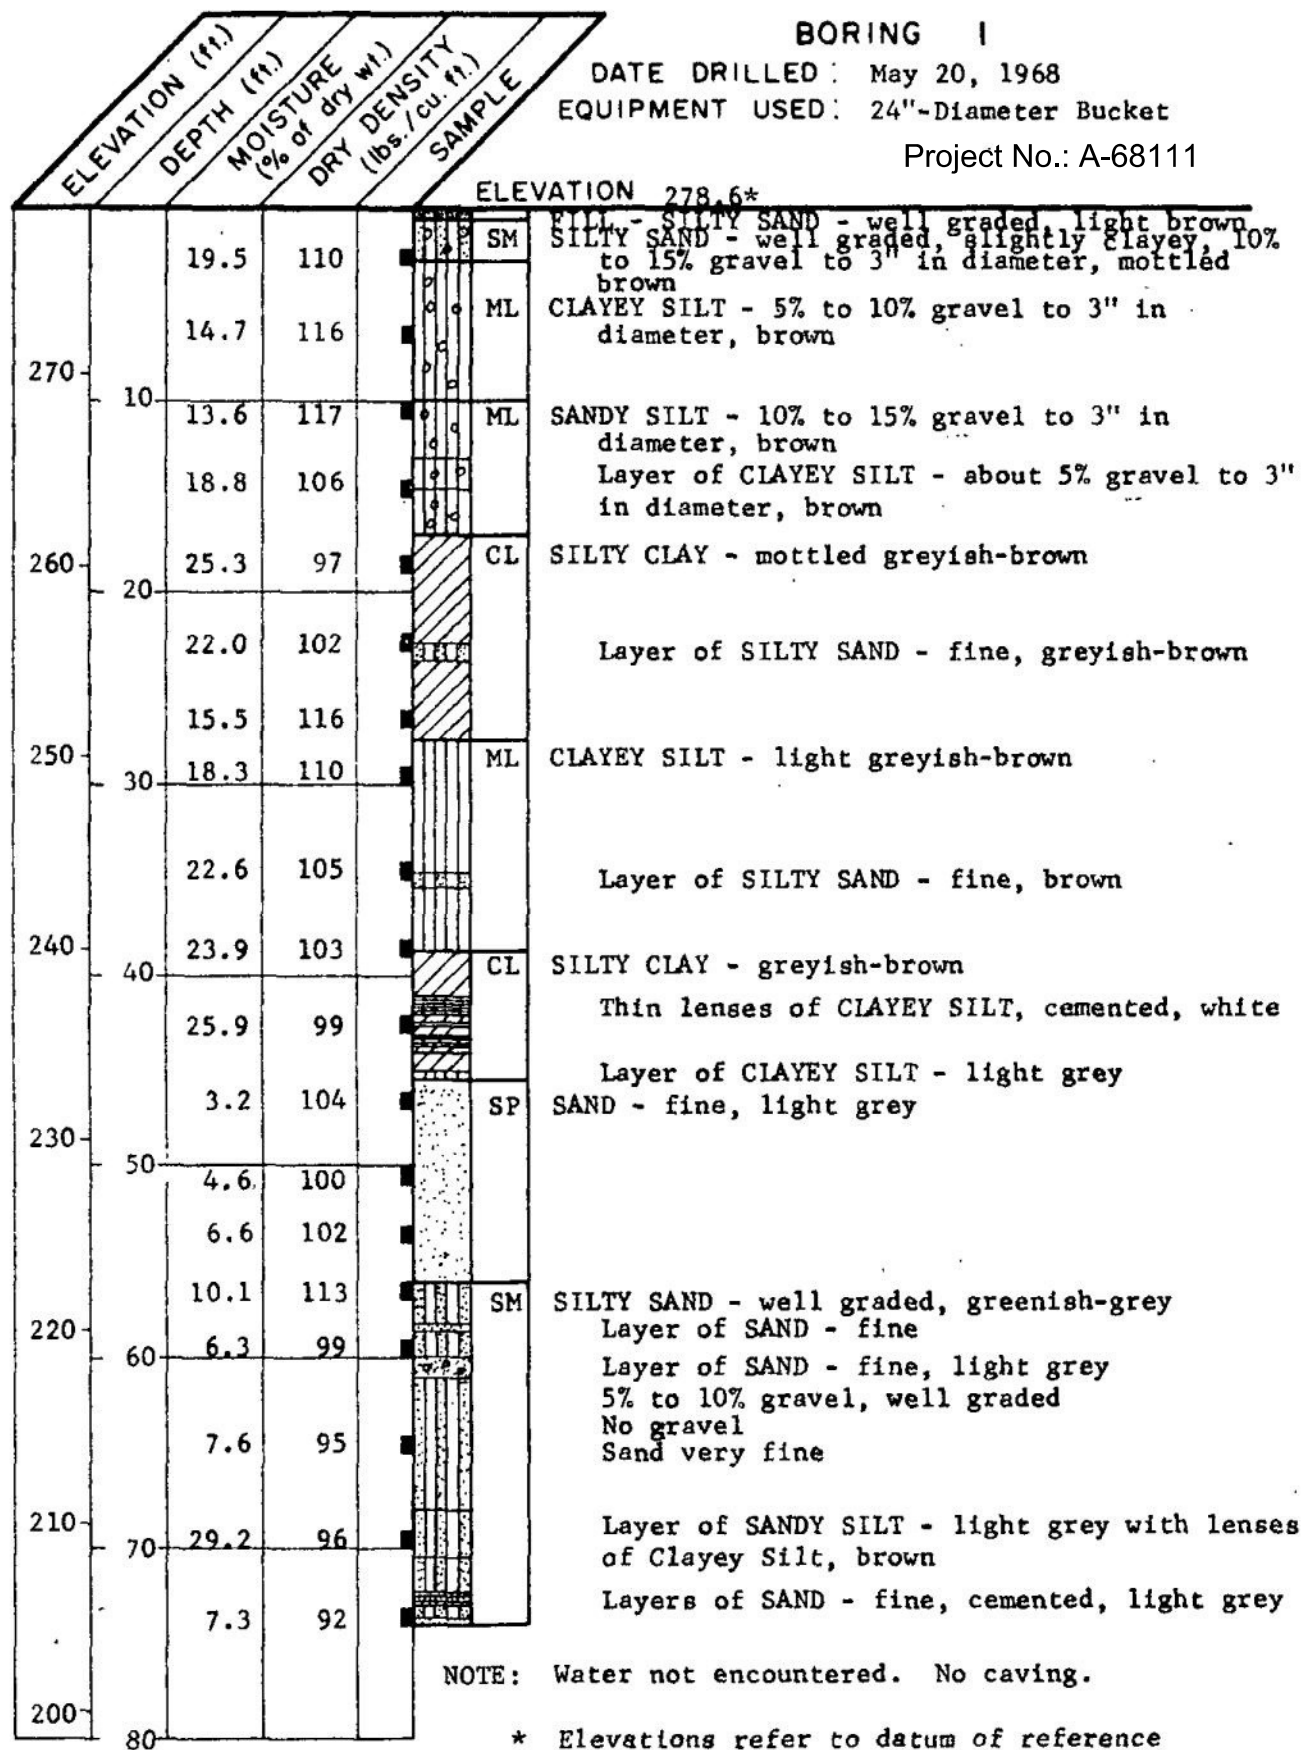 BORING 1
DATE DRILLED: May 20, 1968
EQUIPMENT USED: 24"-Diameter Bucket
Project No.: A-68111
ELEVATION (ft.)
DEPTH (ft.)
MOISTURE (% of dry wt.)
DRY DENSITY (lbs./cu. ft.)
SAMPLE
ELEVATION 278.6*
FILL - SILTY SAND - well graded, light brown
SM SILTY SAND - well graded, slightly clayey, 10%
19.5 110 to 15% gravel to 3" in diameter, mottled
brown
ML CLAYEY SILT - 5% to 10% gravel to 3" in
14.7 116 diameter, brown
270
10
13.6 117 ML SANDY SILT - 10% to 15% gravel to 3" in
diameter, brown
18.8 106 Layer of CLAYEY SILT - about 5% gravel to 3"
in diameter, brown
260 25.3 97 CL SILTY CLAY - mottled greyish-brown
20
22.0 102 Layer of SILTY SAND - fine, greyish-brown
15.5 116
250 ML CLAYEY SILT - light greyish-brown
18.3 110
30
22.6 105 Layer of SILTY SAND - fine, brown
240 23.9 103
40 CL SILTY CLAY - greyish-brown
Thin lenses of CLAYEY SILT, cemented, white
25.9 99
Layer of CLAYEY SILT - light grey
3.2 104 SP SAND - fine, light grey
230
50
4.6 100
6.6 102
10.1 113 SM SILTY SAND - well graded, greenish-grey
220 Layer of SAND - fine
6.3 99
60 Layer of SAND - fine, light grey
5% to 10% gravel, well graded
No gravel
7.6 95 Sand very fine
210 Layer of SANDY SILT - light grey with lenses
29.2 96
70 of Clayey Silt, brown
Layers of SAND - fine, cemented, light grey
7.3 92
NOTE: Water not encountered. No caving.
200
80 * Elevations refer to datum of reference